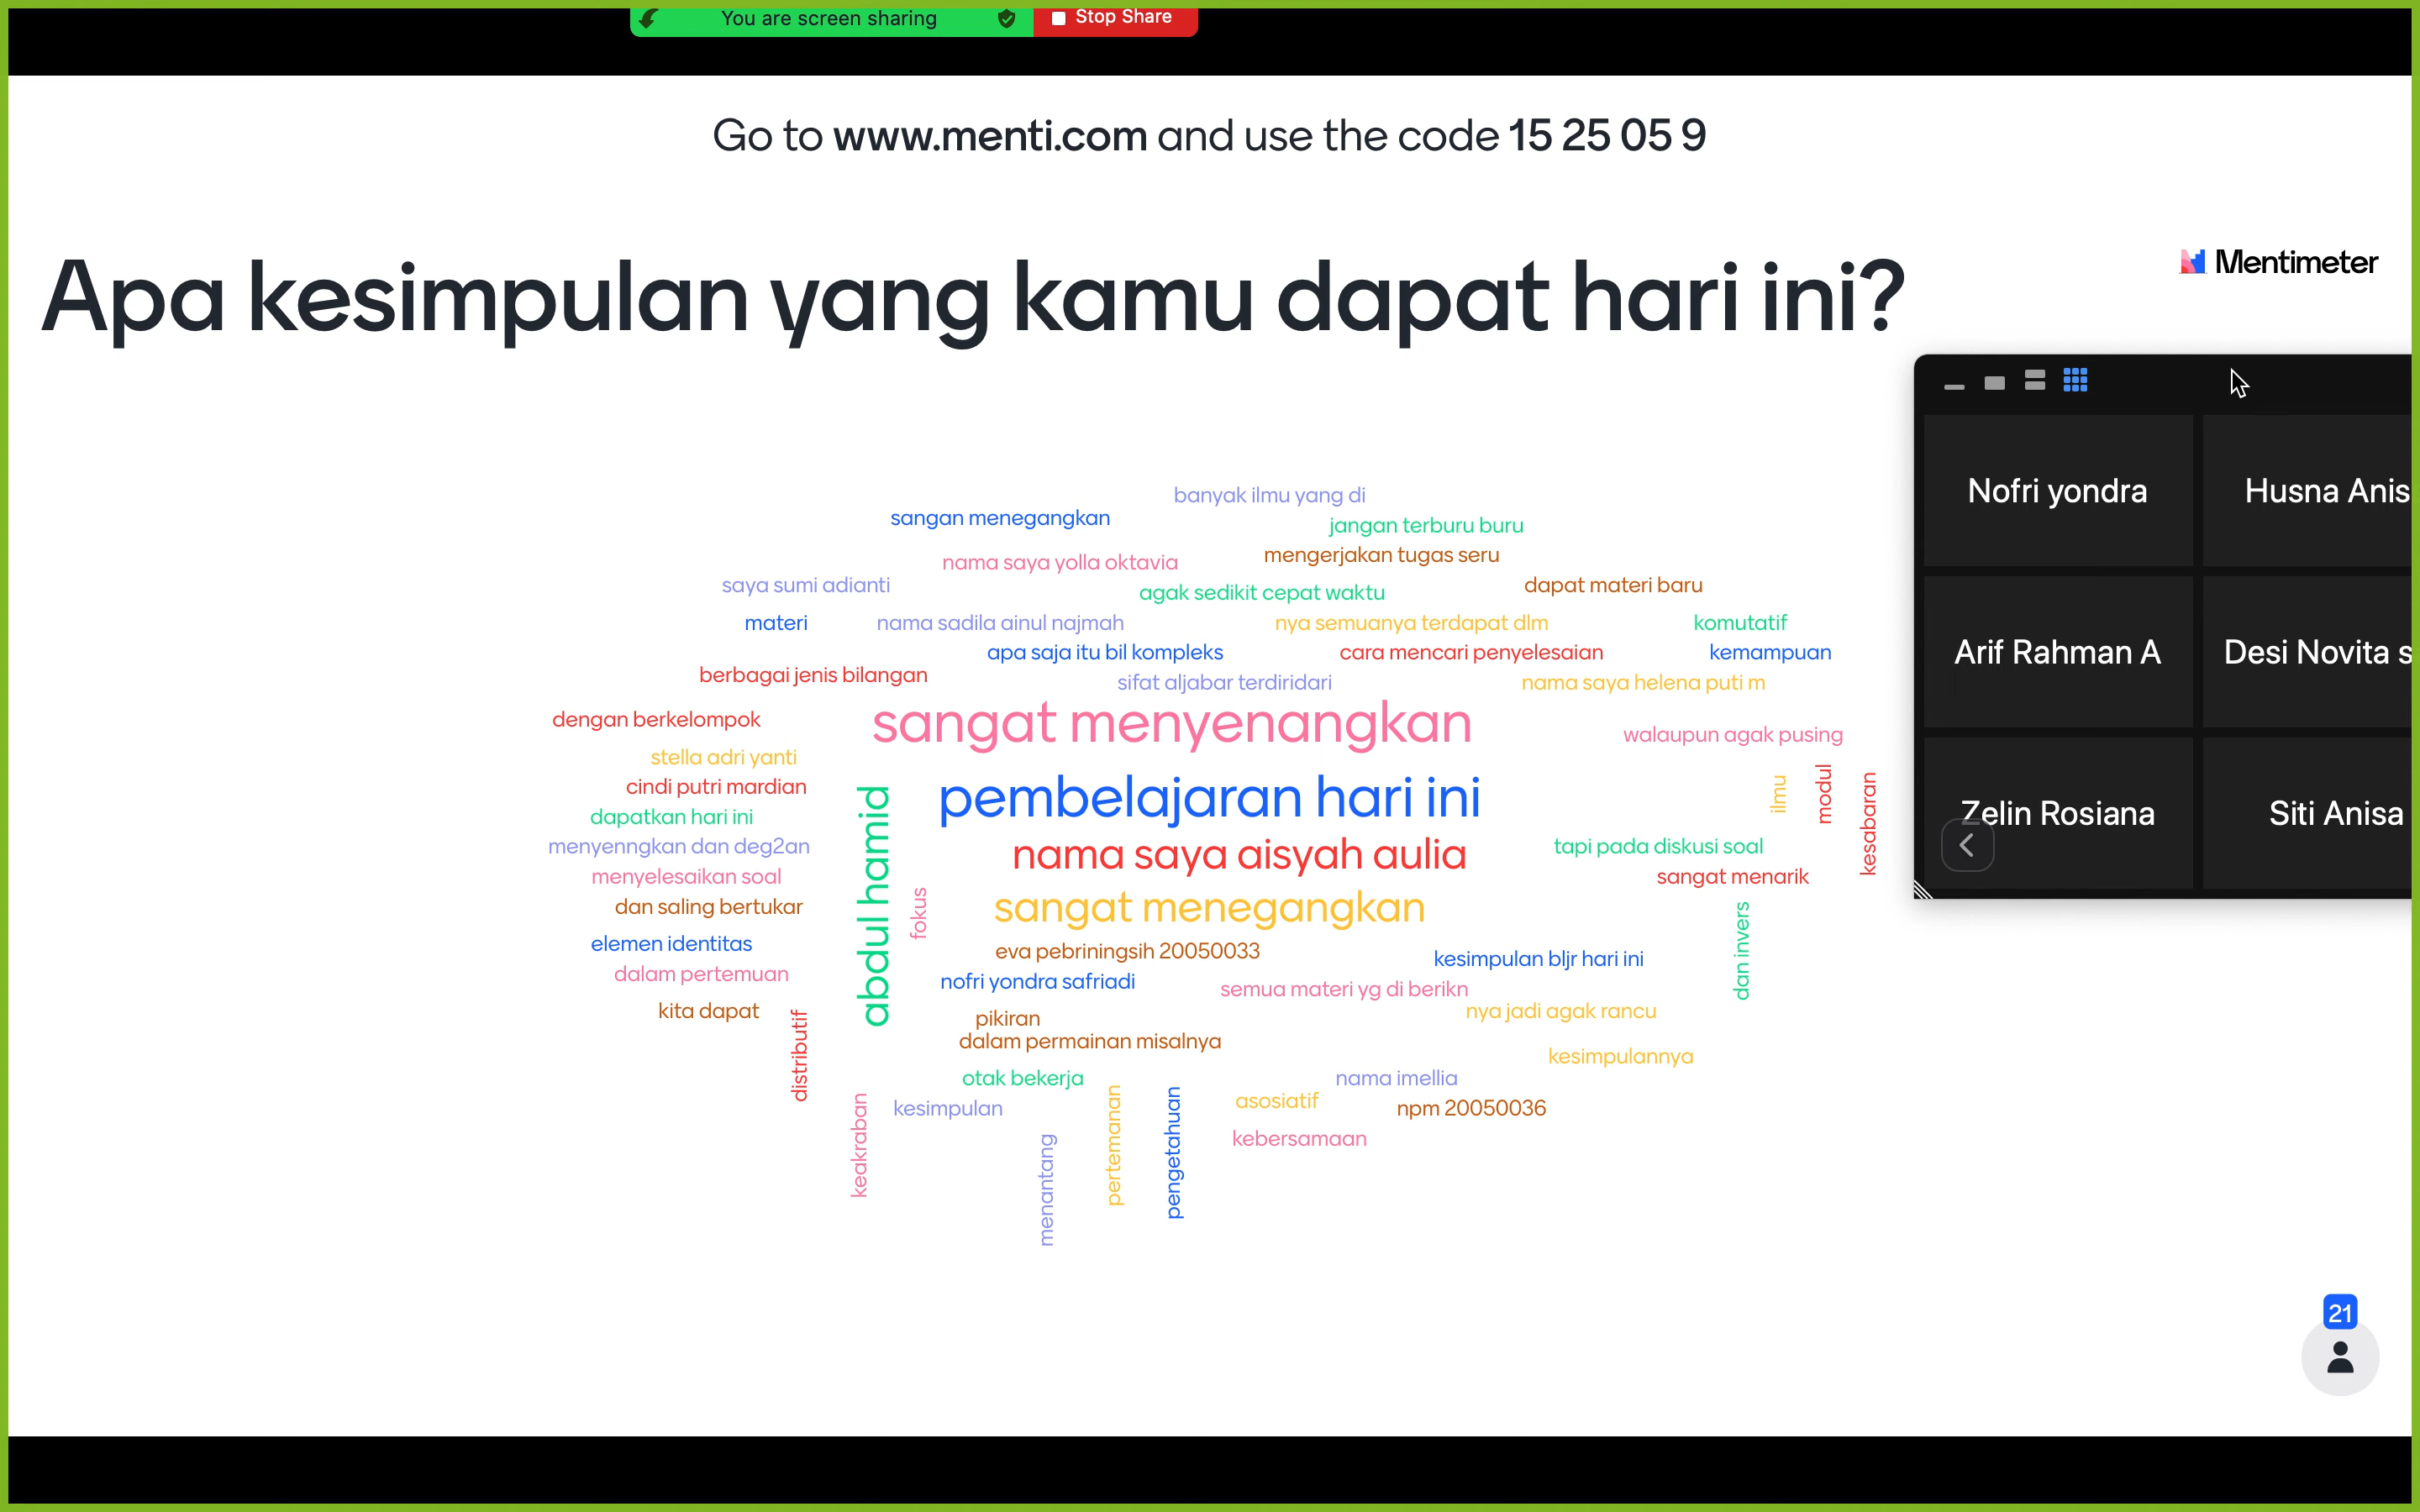 You are screen sharing
Stop Share
Go to www.menti.com and use the code 15 25 05 9
Apa kesimpulan yang kamu dapat hari ini?
Mentimeter
banyak ilmu yang di
sangan menegangkan
jangan terburu buru
mengerjakan tugas seru
nama saya yolla oktavia
saya sumi adianti
agak sedikit cepat waktu
dapat materi baru
materi
nama sadila ainul najmah
nya semuanya terdapat dlm
komutatif
apa saja itu bil kompleks
cara mencari penyelesaian
kemampuan
berbagai jenis bilangan
sifat aljabar terdiridari
nama saya helena puti m
dengan berkelompok
sangat menyenangkan
walaupun agak pusing
stella adri yanti
cindi putri mardian
pembelajaran hari ini
ilmu
modul
kesabaran
dapatkan hari ini
abdul hamid
menyenngkan dan deg2an
nama saya aisyah aulia
tapi pada diskusi soal
menyelesaikan soal
sangat menarik
dan saling bertukar
fokus
sangat menegangkan
elemen identitas
eva pebriningsih 20050033
kesimpulan bljr hari ini
dan invers
dalam pertemuan
nofri yondra safriadi
semua materi yg di berikn
kita dapat
pikiran
nya jadi agak rancu
distributif
dalam permainan misalnya
kesimpulannya
otak bekerja
nama imellia
keakraban
kesimpulan
asosiatif
npm 20050036
menantang
pertemanan
pengetahuan
kebersamaan
Nofri yondra
Husna Anis
Arif Rahman A
Desi Novita s
Zelin Rosiana
Siti Anisa
21